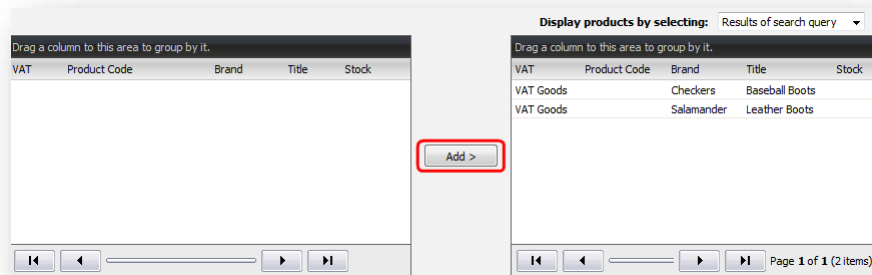 Display products by selecting: Results of search query
Drag a column to this area to group by it.
VAT Product Code Brand Title Stock
Add >
Drag a column to this area to group by it.
VAT Product Code Brand Title Stock
VAT Goods Checkers Baseball Boots
VAT Goods Salamander Leather Boots
Page 1 of 1 (2 items)